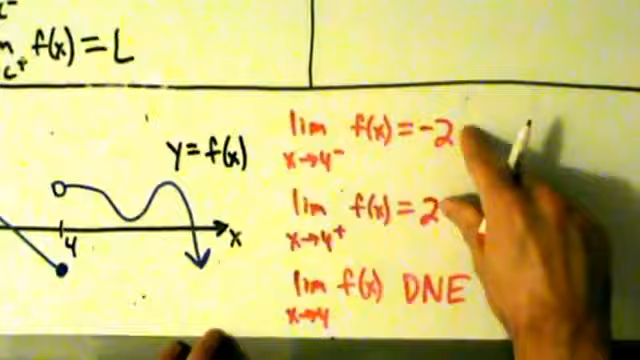 f(x) = L
y = f(x)
4
x
lim f(x) = -2
x→4⁻
lim f(x) = 2
x→4⁺
lim f(x) DNE
x→4